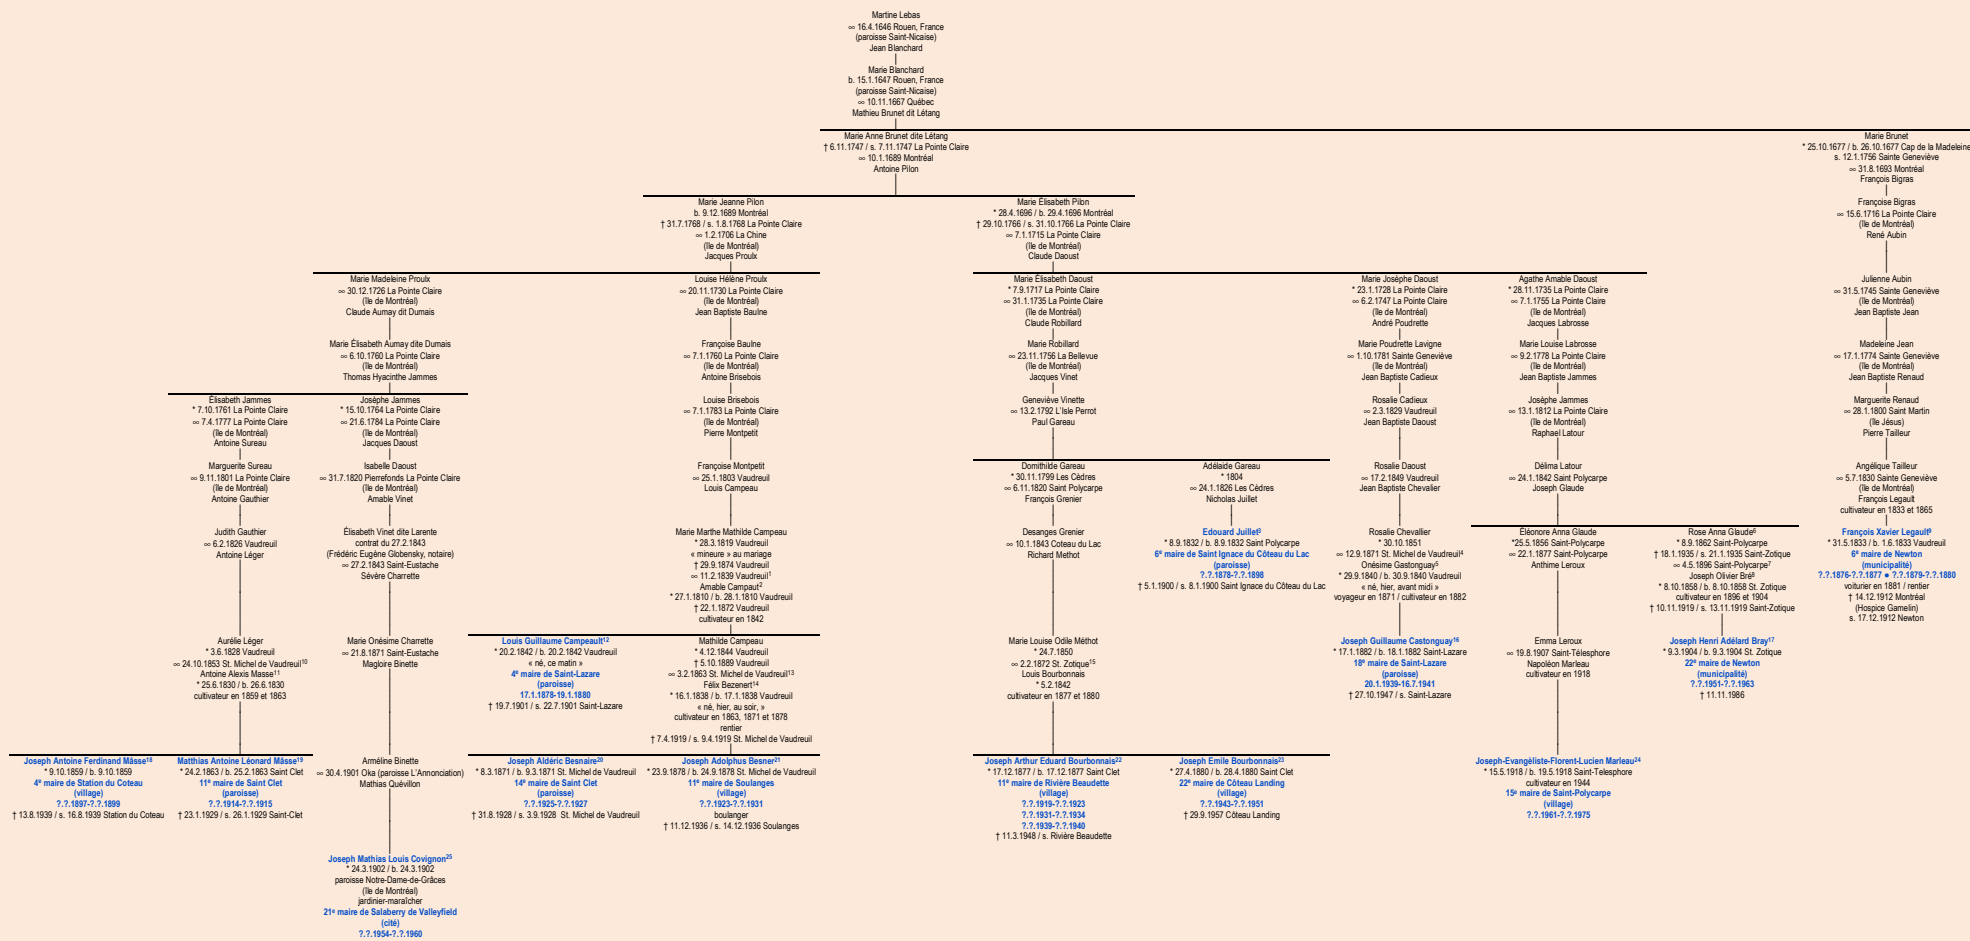 Martine Lebas
∞ 16.4.1646 Rouen, France
(paroisse Saint-Nicaise)
Jean Blanchard
Marie Blanchard
b. 15.1.1647 Rouen, France
(paroisse Saint-Nicaise)
∞ 10.11.1667 Québec
Mathieu Brunet dit Létang
Marie Anne Brunet dite Létang
† 6.11.1747 / s. 7.11.1747 La Pointe Claire
∞ 10.1.1689 Montréal
Antoine Pilon
Marie Brunet
* 25.10.1677 / b. 26.10.1677 Cap de la Madeleine
s. 12.1.1756 Sainte Geneviève
∞ 31.8.1693 Montréal
François Bigras
Marie Jeanne Pilon
b. 9.12.1689 Montréal
† 31.7.1768 / s. 1.8.1768 La Pointe Claire
∞ 1.2.1706 La Chine
(île de Montréal)
Jacques Proulx
Marie Élisabeth Pilon
* 28.4.1696 / b. 29.4.1696 Montréal
† 29.10.1766 / s. 31.10.1766 La Pointe Claire
∞ 7.1.1715 La Pointe Claire
(île de Montréal)
Claude Daoust
Françoise Bigras
∞ 15.6.1716 La Pointe Claire
(île de Montréal)
René Aubin
Marie Madeleine Proulx
∞ 30.12.1726 La Pointe Claire
(île de Montréal)
Claude Aumay dit Dumais
Louise Hélène Proulx
∞ 20.11.1730 La Pointe Claire
(île de Montréal)
Jean Baptiste Baulne
Marie Élisabeth Daoust
* 7.9.1717 La Pointe Claire
∞ 31.1.1735 La Pointe Claire
(île de Montréal)
Claude Robillard
Marie Josèphe Daoust
* 23.1.1728 La Pointe Claire
∞ 6.2.1747 La Pointe Claire
(île de Montréal)
André Poudrette
Agathe Amable Daoust
* 28.11.1735 La Pointe Claire
∞ 7.1.1755 La Pointe Claire
(île de Montréal)
Jacques Labrosse
Julienne Aubin
∞ 31.5.1745 Sainte Geneviève
(île de Montréal)
Jean Baptiste Jean
Marie Élisabeth Aumay dite Dumais
∞ 6.10.1760 La Pointe Claire
(île de Montréal)
Thomas Hyacinthe Jammes
Françoise Baulne
∞ 7.1.1760 La Pointe Claire
(île de Montréal)
Antoine Brisebois
Marie Robillard
∞ 23.11.1756 La Bellevue
(île de Montréal)
Jacques Vinet
Marie Poudrette Lavigne
∞ 1.10.1781 Sainte Geneviève
(île de Montréal)
Jean Baptiste Cadieux
Marie Louise Labrosse
∞ 9.2.1778 La Pointe Claire
(île de Montréal)
Jean Baptiste Jammes
Madeleine Jean
∞ 17.1.1774 Sainte Geneviève
(île de Montréal)
Jean Baptiste Renaud
Élisabeth Jammes
* 7.10.1761 La Pointe Claire
∞ 7.4.1777 La Pointe Claire
(île de Montréal)
Antoine Sureau
Josèphe Jammes
* 15.10.1764 La Pointe Claire
∞ 21.6.1784 La Pointe Claire
(île de Montréal)
Jacques Daoust
Louise Brisebois
∞ 7.1.1783 La Pointe Claire
(île de Montréal)
Pierre Montpetit
Geneviève Vinette
∞ 13.2.1792 L'Isle Perrot
Paul Gareau
Rosalie Cadieux
∞ 2.3.1829 Vaudreuil
Jean Baptiste Daoust
Josèphe Jammes
∞ 13.1.1812 La Pointe Claire
(île de Montréal)
Raphael Latour
Marguerite Renaud
∞ 28.1.1800 Saint Martin
(île Jésus)
Pierre Tailleur
Marguerite Sureau
∞ 9.11.1801 La Pointe Claire
(île de Montréal)
Antoine Gauthier
Isabelle Daoust
∞ 31.7.1820 Pierrefonds La Pointe Claire
(île de Montréal)
Amable Vinet
Françoise Montpetit
∞ 25.1.1803 Vaudreuil
Louis Campeau
Domithilde Gareau
* 30.11.1799 Les Cèdres
∞ 6.11.1820 Saint Polycarpe
François Grenier
Adélaide Gareau
* 1804
∞ 24.1.1826 Les Cèdres
Nicholas Juillet
Rosalie Daoust
∞ 17.2.1849 Vaudreuil
Jean Baptiste Chevalier
Délima Latour
∞ 24.1.1842 Saint Polycarpe
Joseph Glaude
Angélique Tailleur
∞ 5.7.1830 Sainte Geneviève
(île de Montréal)
François Legault
cultivateur en 1833 et 1865
Judith Gauthier
∞ 6.2.1826 Vaudreuil
Antoine Léger
Élisabeth Vinet dite Larente
contrat du 27.2.1843
(Frédéric Eugène Globensky, notaire)
∞ 27.2.1843 Saint-Eustache
Sévère Charrette
Marie Marthe Mathilde Campeau
* 28.3.1819 Vaudreuil
« mineure » au mariage
† 29.9.1874 Vaudreuil
∞ 11.2.1839 Vaudreuil¹
Amable Campaut²
* 27.1.1810 / b. 28.1.1810 Vaudreuil
† 22.1.1872 Vaudreuil
cultivateur en 1842
Desanges Grenier
∞ 10.1.1843 Coteau du Lac
Richard Methot
Edouard Juillet³
* 8.9.1832 / b. 8.9.1832 Saint Polycarpe
6ᵉ maire de Saint Ignace du Côteau du Lac
(paroisse)
?.?.1878-?.?.1898
† 5.1.1900 / s. 8.1.1900 Saint Ignace du Côteau du Lac
Rosalie Chevallier
* 30.10.1851
∞ 12.9.1871 St. Michel de Vaudreuil⁴
Onésime Gastonguay⁵
* 29.9.1840 / b. 30.9.1840 Vaudreuil
« né, hier, avant midi »
voyageur en 1871 / cultivateur en 1882
Éléonore Anna Glaude
*25.5.1856 Saint-Polycarpe
∞ 22.1.1877 Saint-Polycarpe
Anthime Leroux
Rose Anna Glaude⁶
* 8.9.1862 Saint-Polycarpe
† 18.1.1935 / s. 21.1.1935 Saint-Zotique
∞ 4.5.1896 Saint-Polycarpe⁷
Joseph Olivier Bré⁸
* 8.10.1858 / b. 8.10.1858 St. Zotique
cultivateur en 1896 et 1904
† 10.11.1919 / s. 13.11.1919 Saint-Zotique
François Xavier Legault⁹
* 31.5.1833 / b. 1.6.1833 Vaudreuil
6ᵉ maire de Newton
(municipalité)
?.?.1876-?.?.1877 ● ?.?.1879-?.?.1880
voiturier en 1881 / rentier
† 14.12.1912 Montréal
(Hospice Gamelin)
s. 17.12.1912 Newton
Aurélie Léger
* 3.6.1828 Vaudreuil
∞ 24.10.1853 St. Michel de Vaudreuil¹⁰
Antoine Alexis Masse¹¹
* 25.6.1830 / b. 26.6.1830
cultivateur en 1859 et 1863
Marie Onésime Charrette
∞ 21.8.1871 Saint-Eustache
Magloire Binette
Louis Guillaume Campeault¹²
* 20.2.1842 / b. 20.2.1842 Vaudreuil
« né, ce matin »
4ᵉ maire de Saint-Lazare
(paroisse)
17.1.1878-19.1.1880
† 19.7.1901 / s. 22.7.1901 Saint-Lazare
Mathilde Campeau
* 4.12.1844 Vaudreuil
† 5.10.1889 Vaudreuil
∞ 3.2.1863 St. Michel de Vaudreuil¹³
Félix Bezenert¹⁴
* 16.1.1838 / b. 17.1.1838 Vaudreuil
« né, hier, au soir, »
cultivateur en 1863, 1871 et 1878
rentier
† 7.4.1919 / s. 9.4.1919 St. Michel de Vaudreuil
Marie Louise Odile Méthot
* 24.7.1850
∞ 2.2.1872 St. Zotique¹⁵
Louis Bourbonnais
* 5.2.1842
cultivateur en 1877 et 1880
Joseph Guillaume Castonguay¹⁶
* 17.1.1882 / b. 18.1.1882 Saint-Lazare
18ᵉ maire de Saint-Lazare
(paroisse)
20.1.1939-16.7.1941
† 27.10.1947 / s. Saint-Lazare
Emma Leroux
∞ 19.8.1907 Saint-Télesphore
Napoléon Marleau
cultivateur en 1918
Joseph Henri Adélard Bray¹⁷
* 9.3.1904 / b. 9.3.1904 St. Zotique
22ᵉ maire de Newton
(municipalité)
?.?.1951-?.?.1963
† 11.11.1986
Joseph Antoine Ferdinand Mâsse¹⁸
* 9.10.1859 / b. 9.10.1859
4ᵉ maire de Station du Coteau
(village)
?.?.1897-?.?.1899
† 13.8.1939 / s. 16.8.1939 Station du Coteau
Matthias Antoine Léonard Mâsse¹⁹
* 24.2.1863 / b. 25.2.1863 Saint Clet
11ᵉ maire de Saint Clet
(paroisse)
?.?.1914-?.?.1915
† 23.1.1929 / s. 26.1.1929 Saint-Clet
Arméline Binette
∞ 30.4.1901 Oka (paroisse L'Annonciation)
Mathias Quévillon
Joseph Aldéric Besnaire²⁰
* 8.3.1871 / b. 9.3.1871 St. Michel de Vaudreuil
14ᵉ maire de Saint Clet
(paroisse)
?.?.1925-?.?.1927
† 31.8.1928 / s. 3.9.1928 St. Michel de Vaudreuil
Joseph Adolphus Besner²¹
* 23.9.1878 / b. 24.9.1878 St. Michel de Vaudreuil
11ᵉ maire de Soulanges
(village)
?.?.1923-?.?.1931
boulanger
† 11.12.1936 / s. 14.12.1936 Soulanges
Joseph Arthur Eduard Bourbonnais²²
* 17.12.1877 / b. 17.12.1877 Saint Clet
11ᵉ maire de Rivière Beaudette
(village)
?.?.1919-?.?.1923
?.?.1931-?.?.1934
?.?.1939-?.?.1940
† 11.3.1948 / s. Rivière Beaudette
Joseph Emile Bourbonnais²³
* 27.4.1880 / b. 28.4.1880 Saint Clet
22ᵉ maire de Côteau Landing
(village)
?.?.1943-?.?.1951
† 29.9.1957 Côteau Landing
Joseph-Evangéliste-Florent-Lucien Marleau²⁴
* 15.5.1918 / b. 19.5.1918 Saint-Telesphore
cultivateur en 1944
15ᵉ maire de Saint-Polycarpe
(village)
?.?.1961-?.?.1975
Joseph Mathias Louis Covignon²⁵
* 24.3.1902 / b. 24.3.1902
paroisse Notre-Dame-de-Grâces
(île de Montréal)
jardinier-maraîcher
21ᵉ maire de Salaberry de Valleyfield
(cité)
?.?.1954-?.?.1960